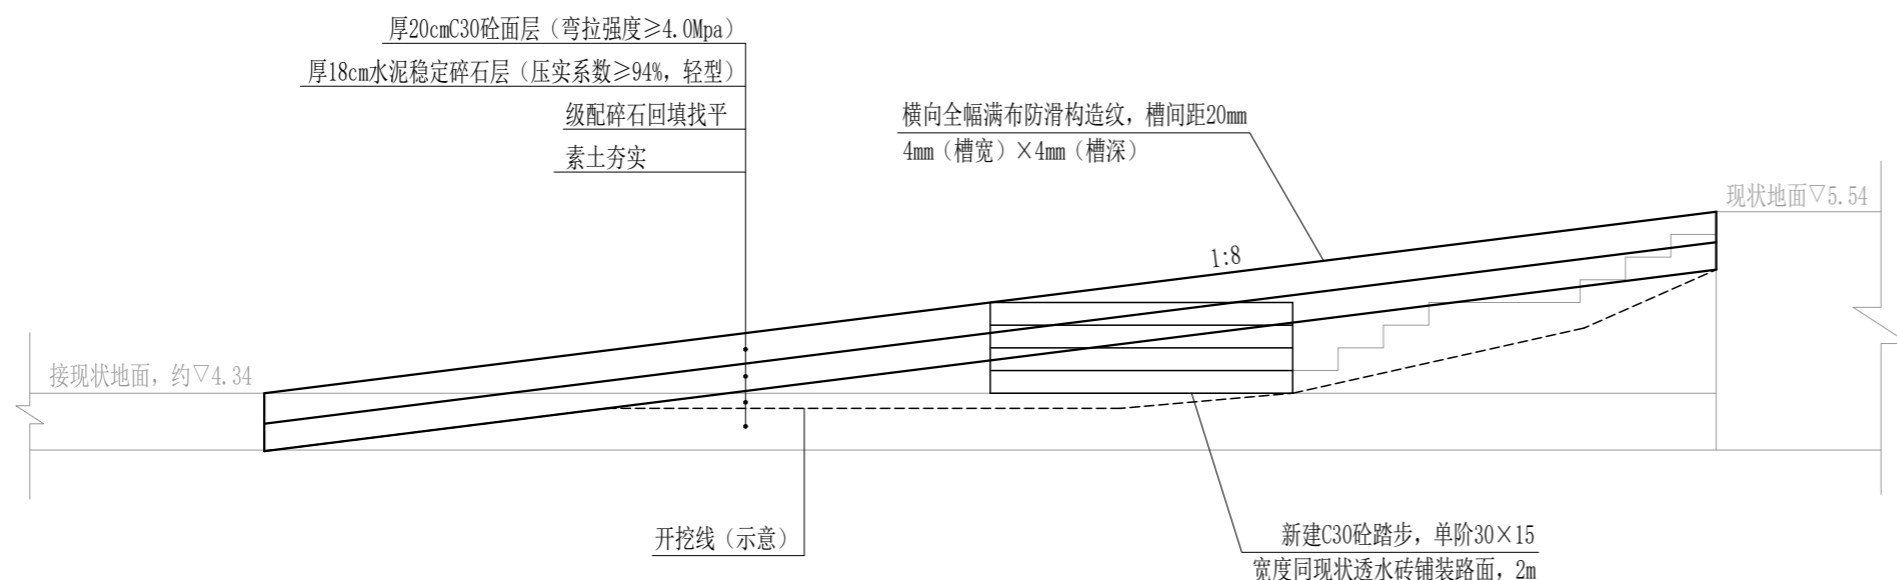 厚20cmC30砼面层（弯拉强度≥4.0Mpa）
厚18cm水泥稳定碎石层（压实系数≥94%，轻型）
级配碎石回填找平
素土夯实
横向全幅满布防滑构造纹，槽间距20mm
4mm（槽宽）×4mm（槽深）
现状地面▽5.54
1:8
接现状地面，约▽4.34
开挖线（示意）
新建C30砼踏步，单阶30×15
宽度同现状透水砖铺装路面，2m